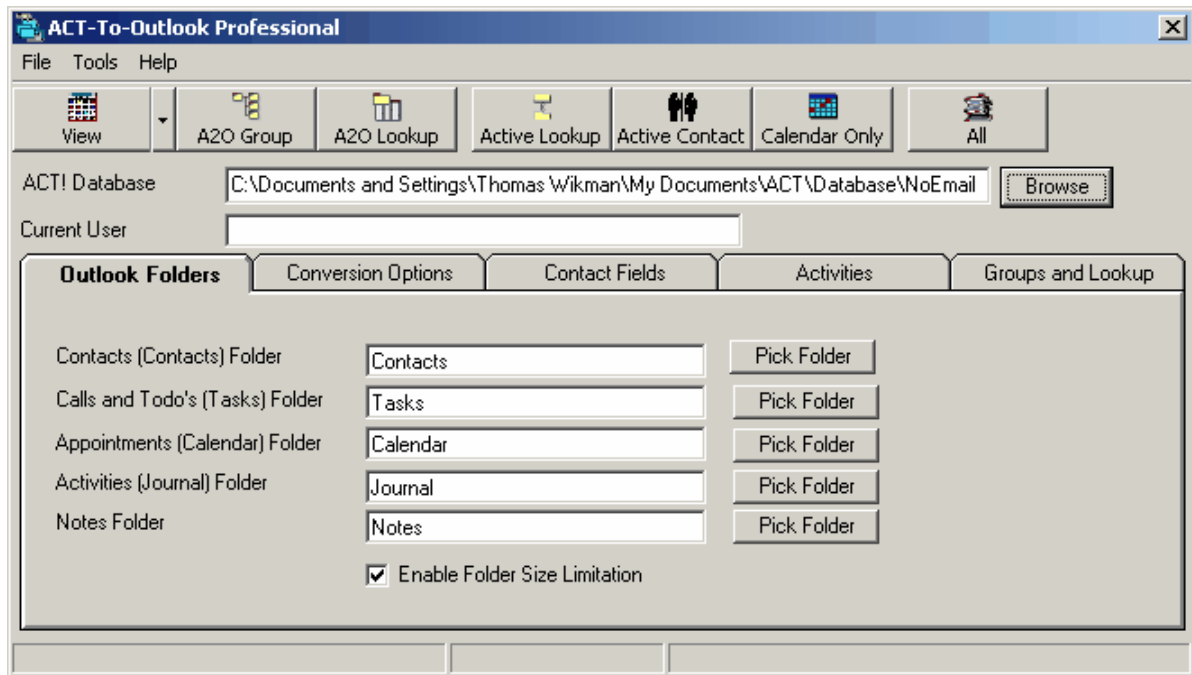 ACT-To-Outlook Professional
File Tools Help
View A2O Group A2O Lookup Active Lookup Active Contact Calendar Only All
ACT! Database C:\Documents and Settings\Thomas Wikman\My Documents\ACT\Database\NoEmail Browse
Current User
Outlook Folders Conversion Options Contact Fields Activities Groups and Lookup
Contacts (Contacts) Folder Contacts Pick Folder
Calls and Todo's (Tasks) Folder Tasks Pick Folder
Appointments (Calendar) Folder Calendar Pick Folder
Activities (Journal) Folder Journal Pick Folder
Notes Folder Notes Pick Folder
Enable Folder Size Limitation